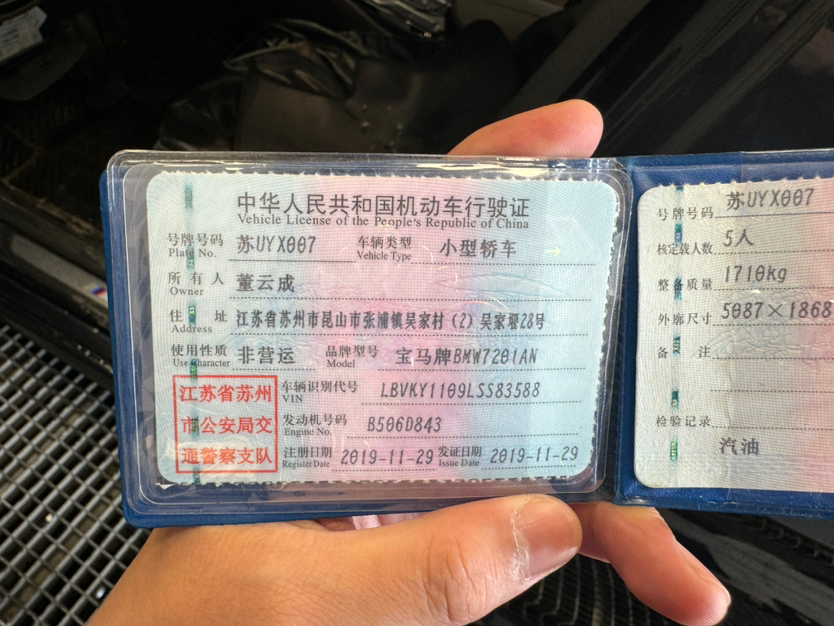 中华人民共和国机动车行驶证
Vehicle License of the People's Republic of China
号牌号码 苏UYX007 车辆类型 小型轿车
Plate No. Vehicle Type
所有人 董云成
Owner
住址 江苏省苏州市昆山市张浦镇吴家村（2）吴家堰28号
Address
使用性质 非营运 品牌型号 宝马牌BMW7201AN
Use Character Model
江苏省苏州
市公安局交
通警察支队
车辆识别代号 LBVKY1109LSS83588
VIN
发动机号码 B506D843
Engine No.
注册日期 2019-11-29 发证日期 2019-11-29
Register Date Issue Date
号牌号码 苏UYX007
核定载人数 5人
整备质量 1710kg
外廓尺寸 5087×1868
备注
检验记录
汽油